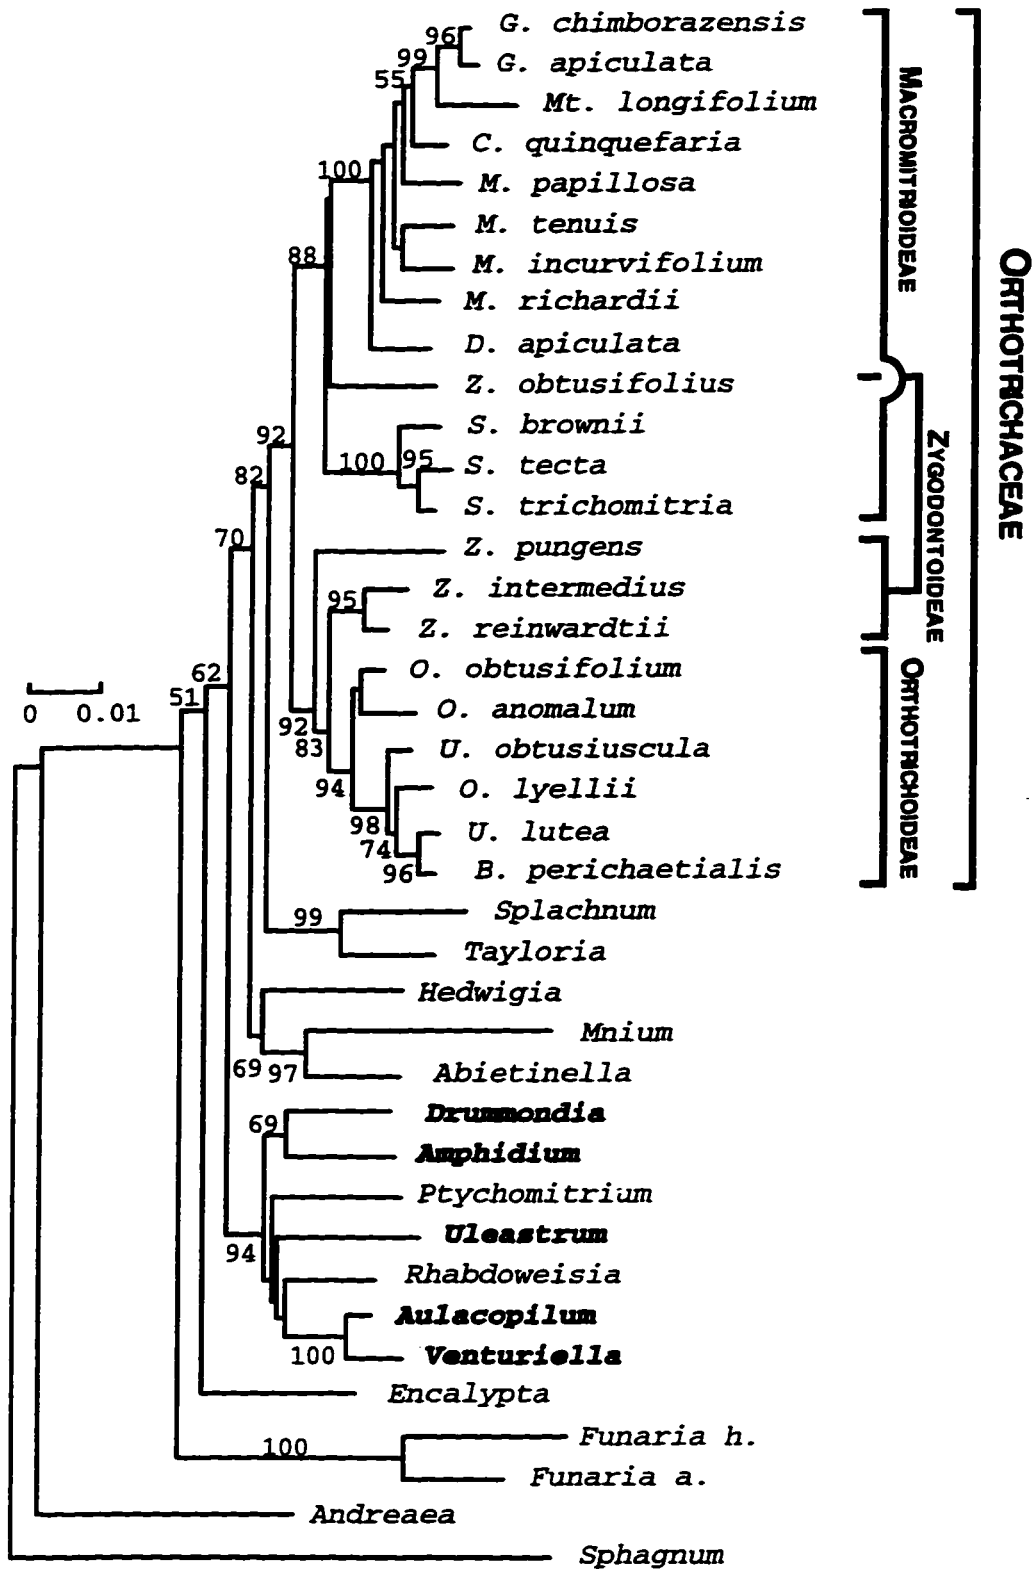 G. chimborazensis
96
G. apiculata
99
55
Mt. longifolium
C. quinquefaria
100
M. papillosa
M. tenuis
88
M. incurvifolium
M. richardii
D. apiculata
Z. obtusifolius
92
S. brownii
100
95
S. tecta
82
S. trichomitria
70
Z. pungens
95
Z. intermedius
Z. reinwardtii
62
O. obtusifolium
51
0 0.01
O. anomalum
92
83
U. obtusiuscula
94
O. lyellii
98
U. lutea
74
96
B. perichaetialis
99
Splachnum
Tayloria
Hedwigia
Mnium
69
97
Abietinella
69
Drummondia
Amphidium
Ptychomitrium
94
Uleastrum
Rhabdoweisia
Aulacopilum
100
Venturiella
Encalypta
100
Funaria h.
Funaria a.
Andreaea
Sphagnum
MACROMITRIOIDEAE
ZYGODONTOIDEAE
ORTHOTRICHOIDEAE
ORTHOTRICHACEAE